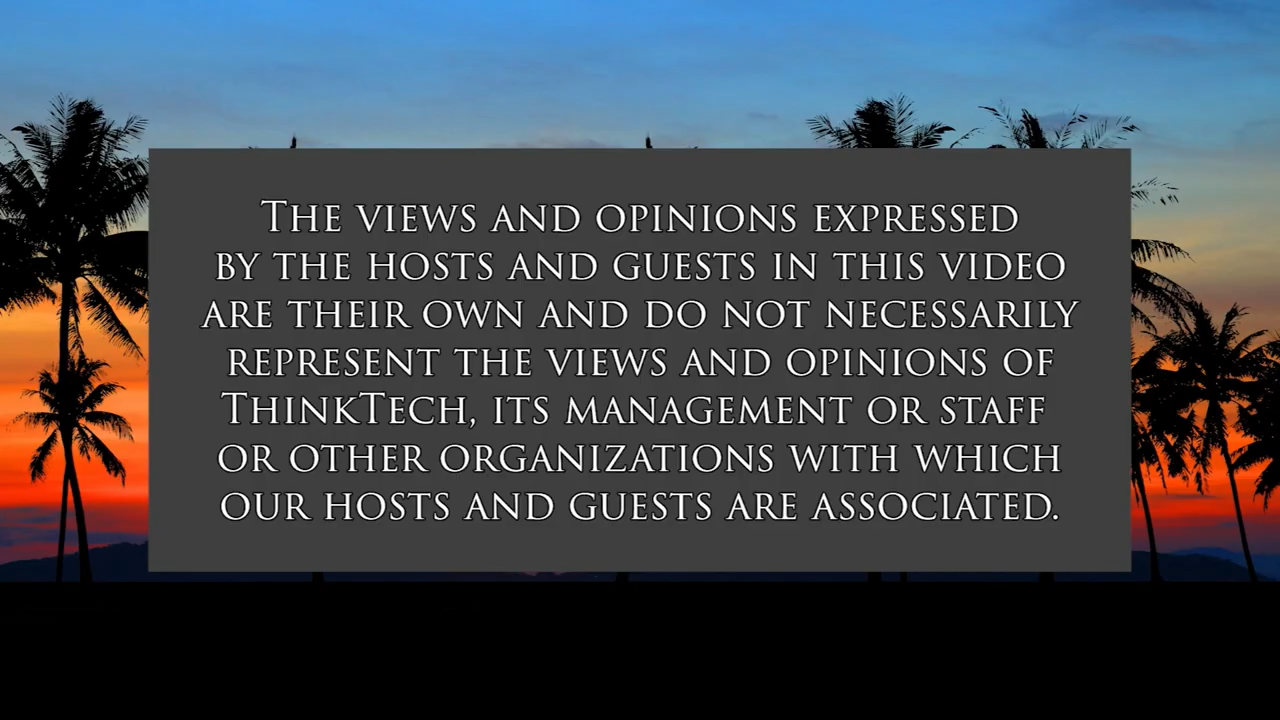 The views and opinions expressed
by the hosts and guests in this video
are their own and do not necessarily
represent the views and opinions of
ThinkTech, its management or staff
or other organizations with which
our hosts and guests are associated.